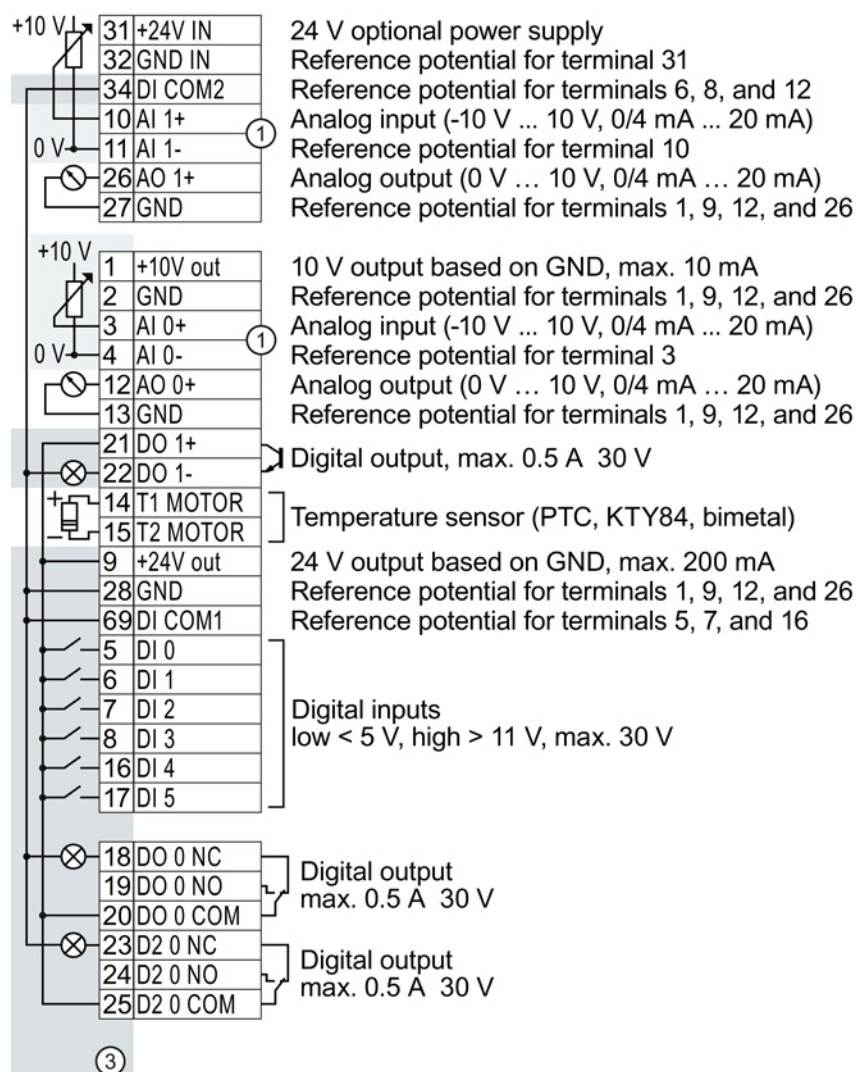 +10 V 31 +24V IN 24 V optional power supply
32 GND IN Reference potential for terminal 31
34 DI COM2 Reference potential for terminals 6, 8, and 12
10 AI 1+ 1 Analog input (-10 V ... 10 V, 0/4 mA ... 20 mA)
0 V 11 AI 1- Reference potential for terminal 10
26 AO 1+ Analog output (0 V … 10 V, 0/4 mA … 20 mA)
27 GND Reference potential for terminals 1, 9, 12, and 26
+10 V
1 +10V out 10 V output based on GND, max. 10 mA
2 GND Reference potential for terminals 1, 9, 12, and 26
3 AI 0+ 1 Analog input (-10 V ... 10 V, 0/4 mA ... 20 mA)
0 V 4 AI 0- Reference potential for terminal 3
12 AO 0+ Analog output (0 V … 10 V, 0/4 mA … 20 mA)
13 GND Reference potential for terminals 1, 9, 12, and 26
21 DO 1+
Digital output, max. 0.5 A 30 V
22 DO 1-
+ 14 T1 MOTOR
Temperature sensor (PTC, KTY84, bimetal)
− 15 T2 MOTOR
9 +24V out 24 V output based on GND, max. 200 mA
28 GND Reference potential for terminals 1, 9, 12, and 26
69 DI COM1 Reference potential for terminals 5, 7, and 16
5 DI 0
6 DI 1
7 DI 2 Digital inputs
8 DI 3 low < 5 V, high > 11 V, max. 30 V
16 DI 4
17 DI 5
18 DO 0 NC Digital output
19 DO 0 NO max. 0.5 A 30 V
20 DO 0 COM
23 D2 0 NC Digital output
24 D2 0 NO max. 0.5 A 30 V
25 D2 0 COM
3